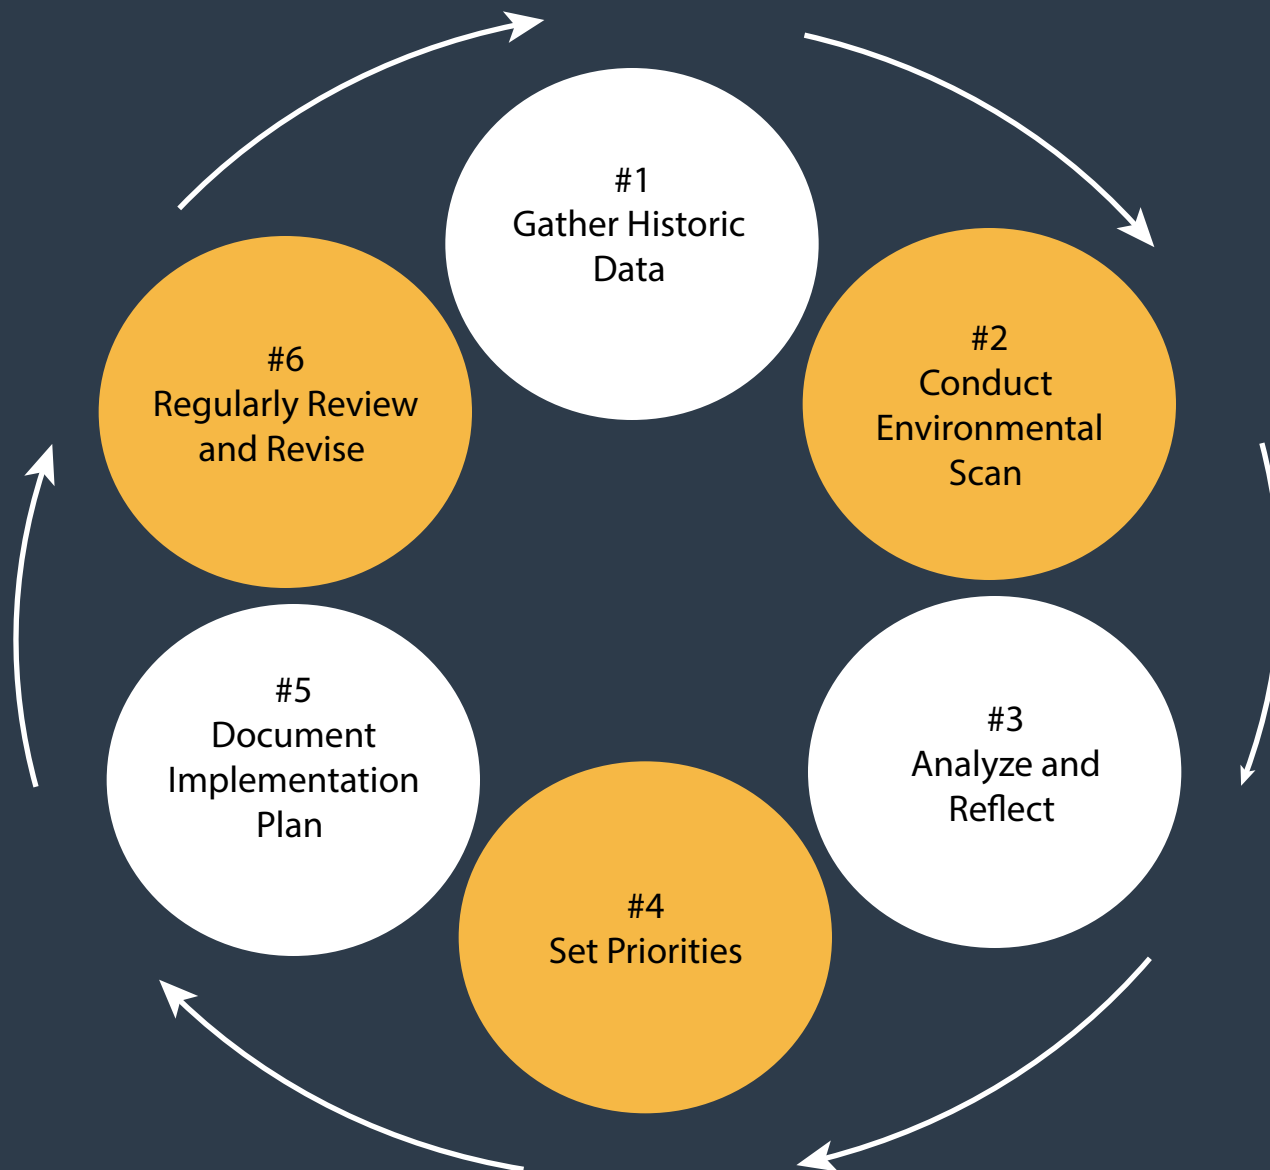 #1
Gather Historic
Data
#2
Conduct
Environmental
Scan
#3
Analyze and
Reflect
#4
Set Priorities
#5
Document
Implementation
Plan
#6
Regularly Review
and Revise